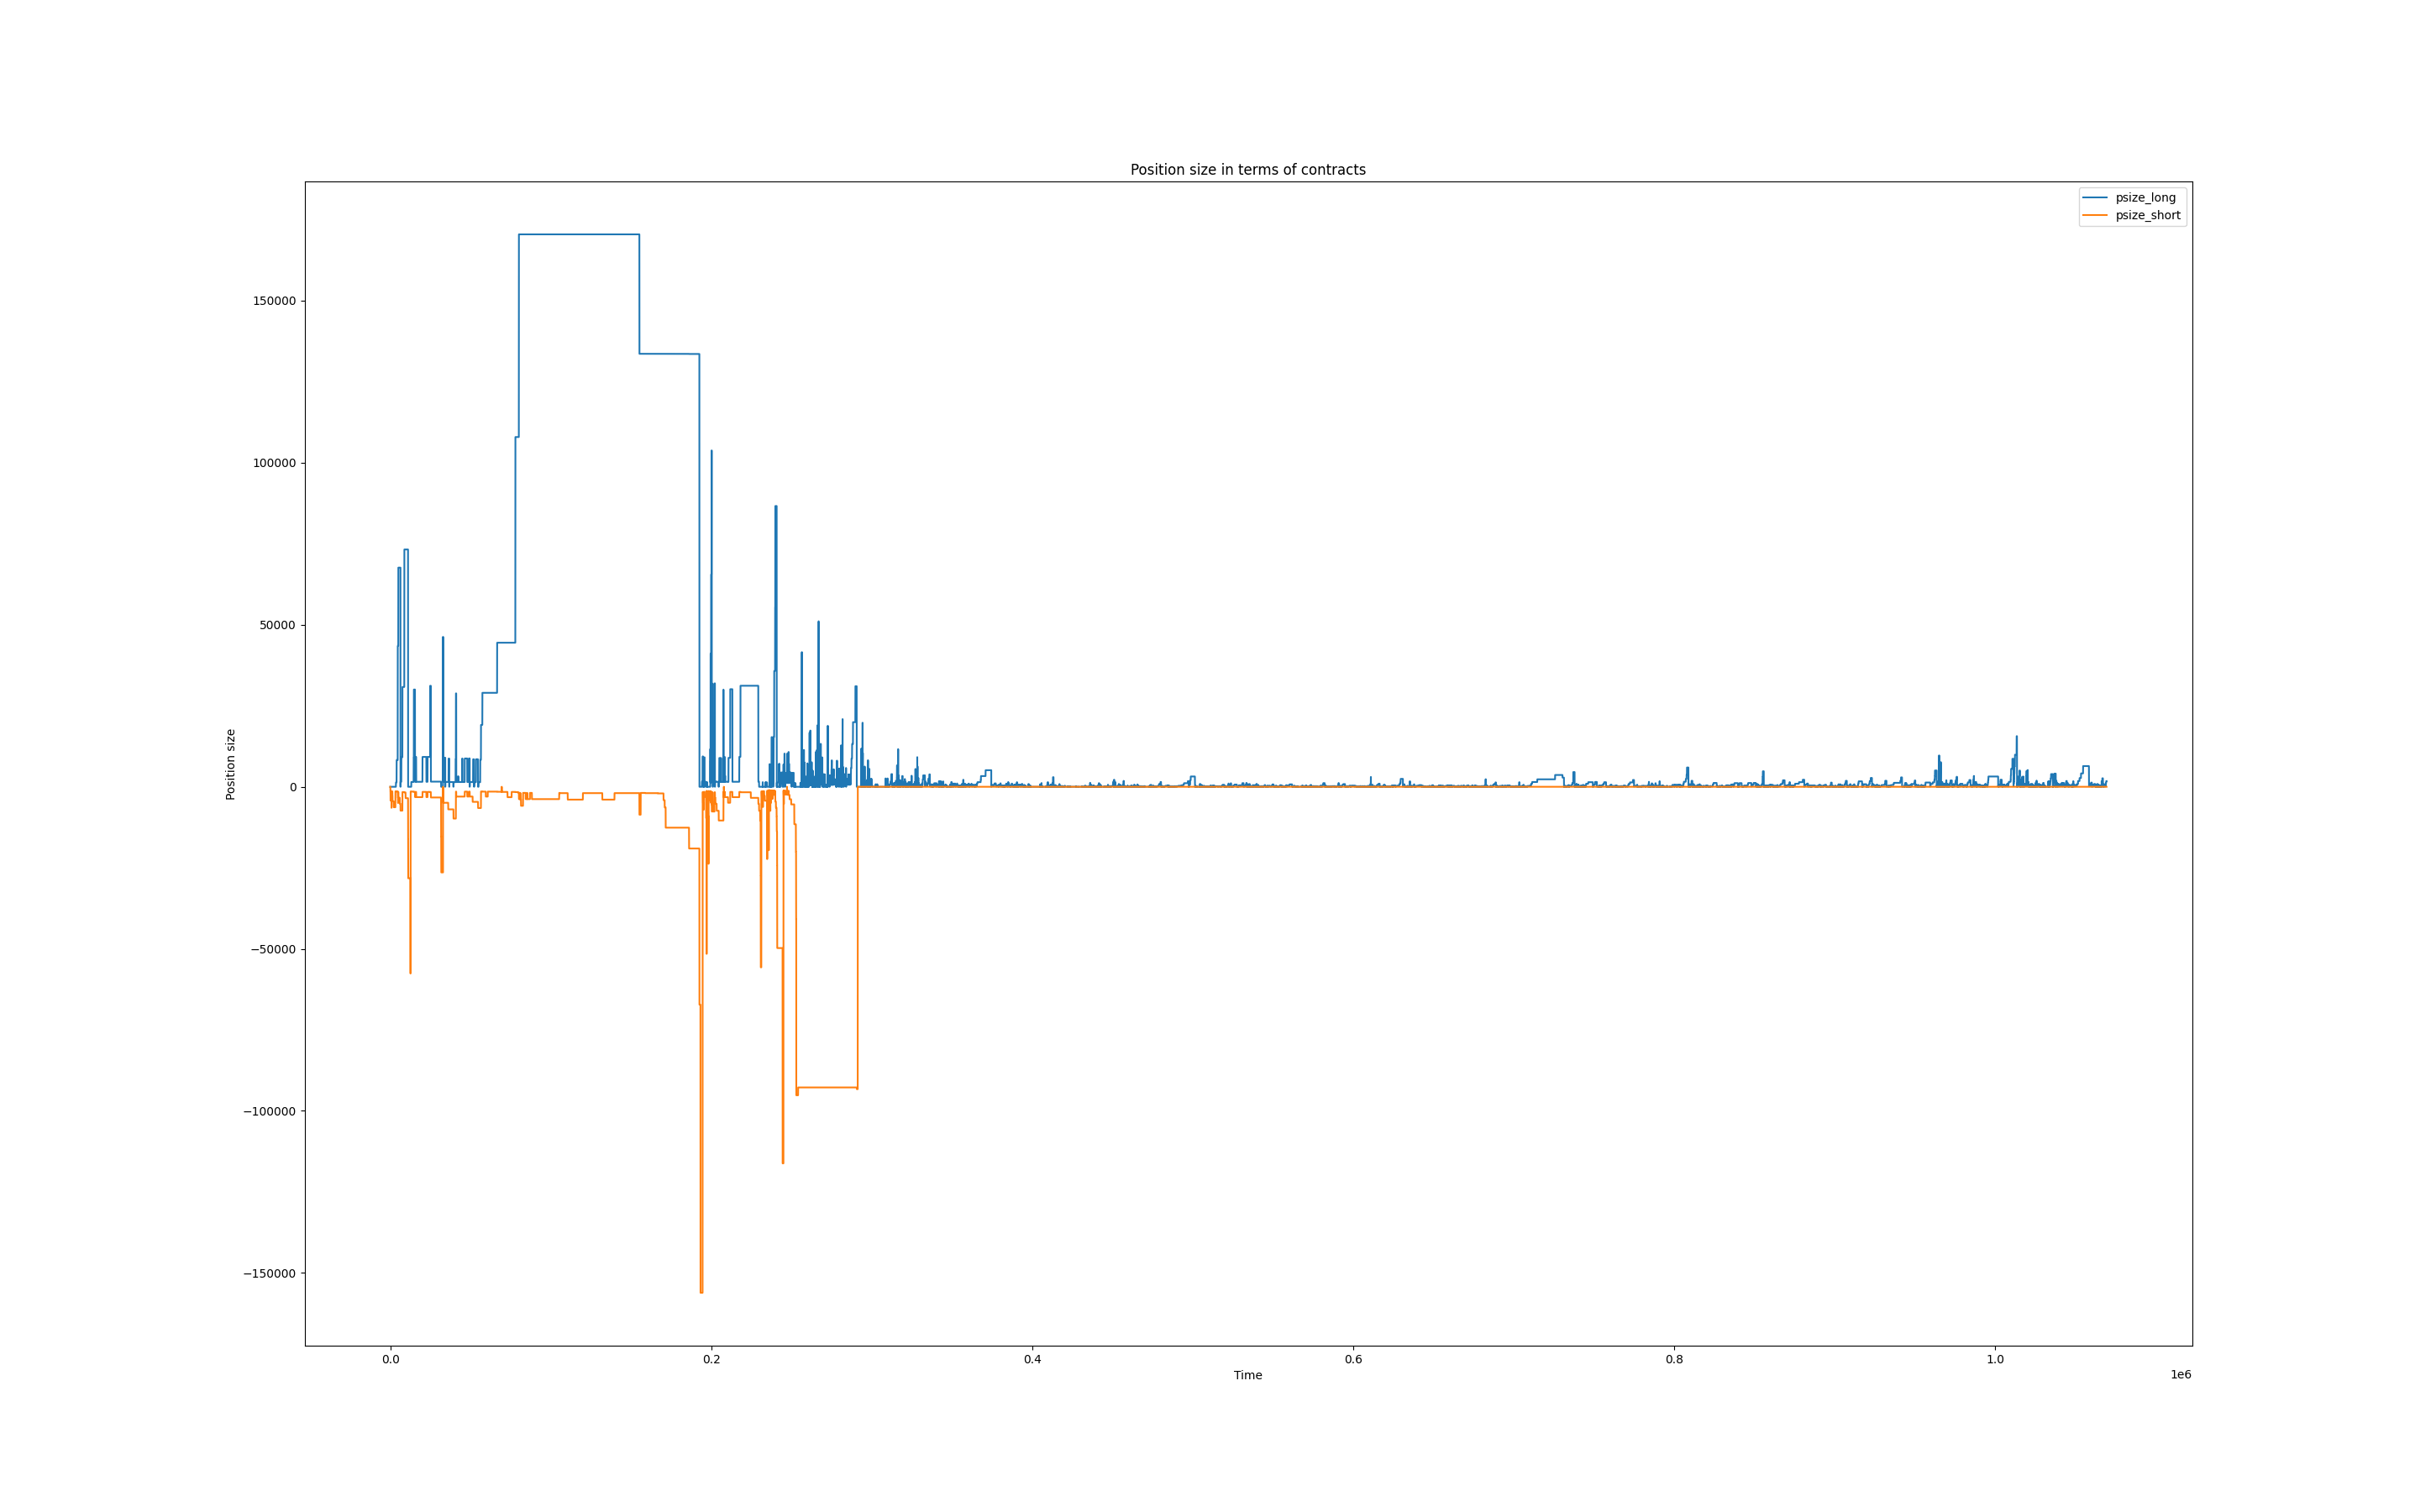 Position size in terms of contracts
psize_long
psize_short
Position size
150000
100000
50000
0
−50000
−100000
−150000
0.0
0.2
0.4
0.6
0.8
1.0
1e6
Time